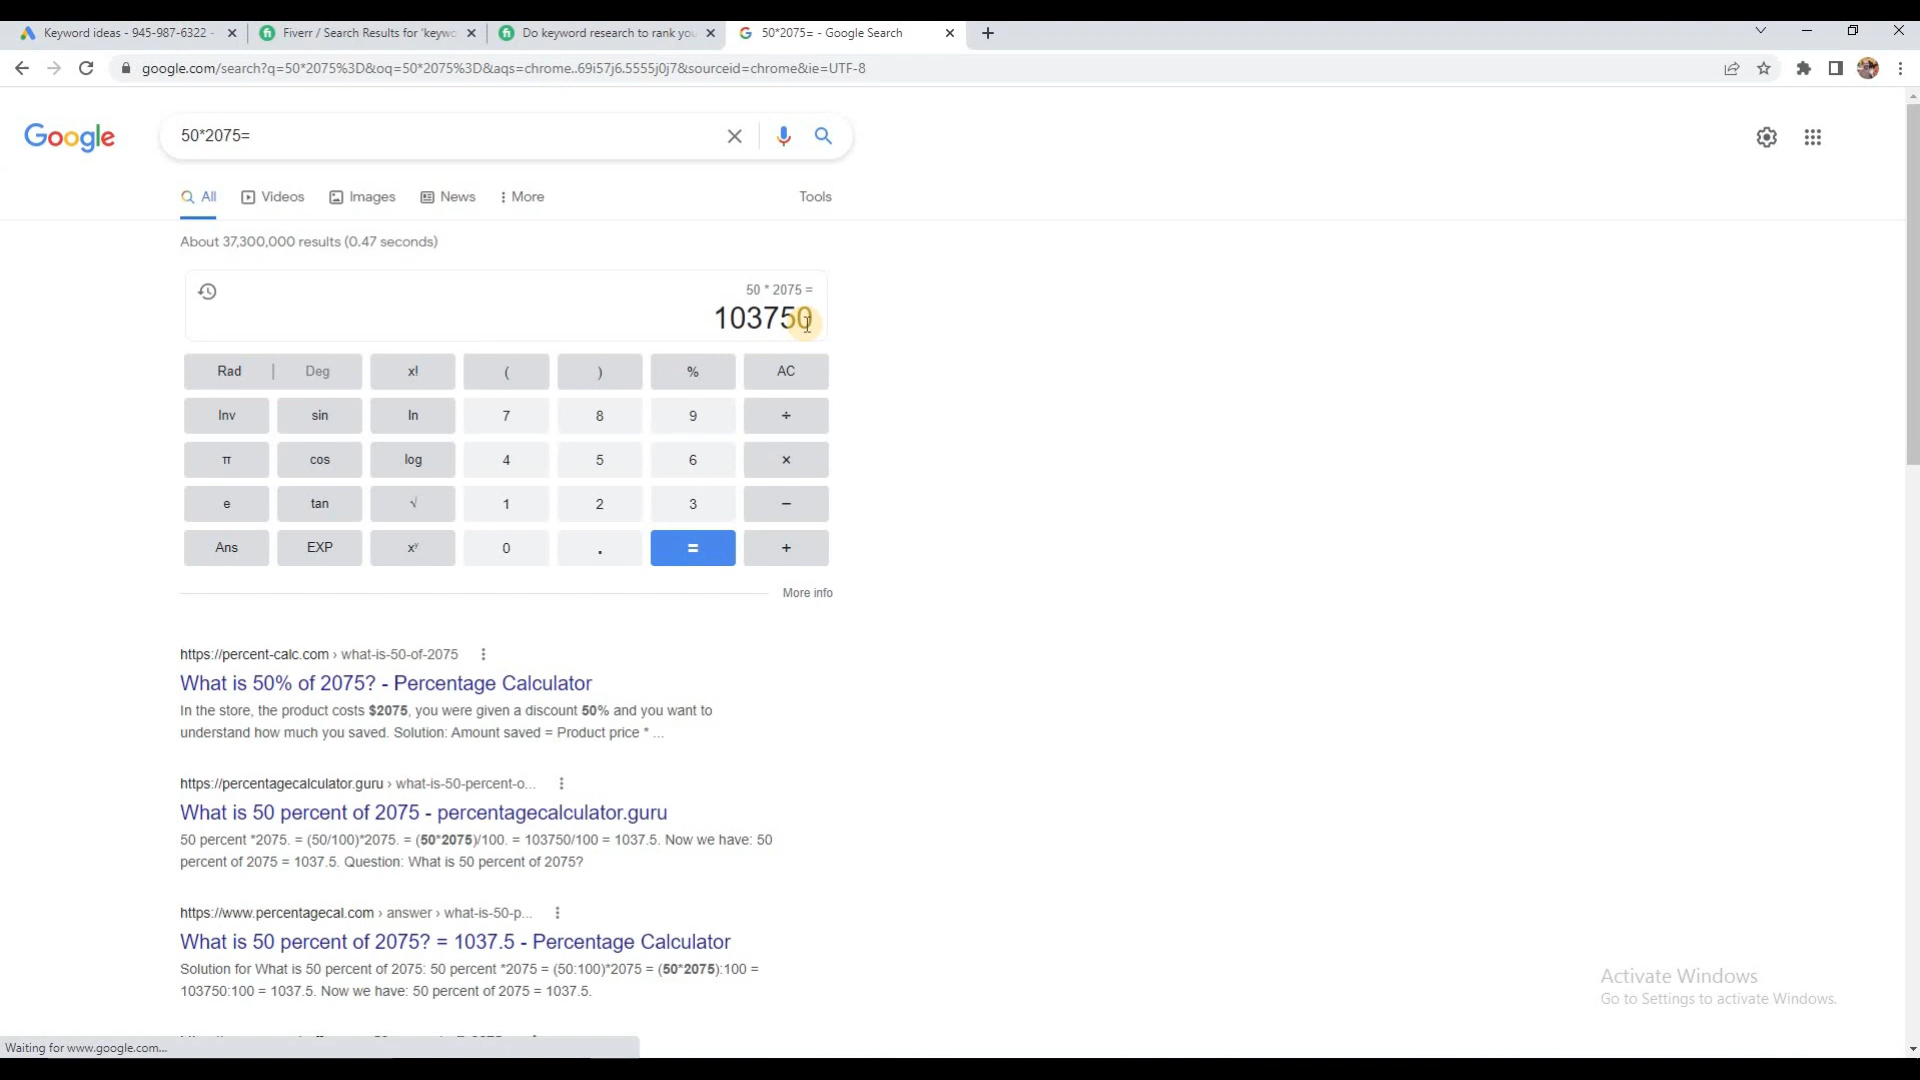 Keyword ideas - 945-987-6322 -
Fiverr / Search Results for 'keywo
Do keyword research to rank you
50*2075= - Google Search
google.com/search?q=50*2075%3D&oq=50*2075%3D&aqs=chrome..69i57j6.5555j0j7&sourceid=chrome&ie=UTF-8
Google
50*2075=
All
Videos
Images
News
More
Tools
About 37,300,000 results (0.47 seconds)
50 * 2075 =
103750
Rad | Deg x! ( ) % AC
Inv sin ln 7 8 9 ÷
π cos log 4 5 6 ×
e tan √ 1 2 3 −
Ans EXP xʸ 0 . = +
More info
https://percent-calc.com › what-is-50-of-2075
What is 50% of 2075? - Percentage Calculator
In the store, the product costs $2075, you were given a discount 50% and you want to
understand how much you saved. Solution: Amount saved = Product price * ...
https://percentagecalculator.guru › what-is-50-percent-o...
What is 50 percent of 2075 - percentagecalculator.guru
50 percent *2075. = (50/100)*2075. = (50*2075)/100. = 103750/100 = 1037.5. Now we have: 50
percent of 2075 = 1037.5. Question: What is 50 percent of 2075?
https://www.percentagecal.com › answer › what-is-50-p...
What is 50 percent of 2075? = 1037.5 - Percentage Calculator
Solution for What is 50 percent of 2075: 50 percent *2075 = (50:100)*2075 = (50*2075):100 =
103750:100 = 1037.5. Now we have: 50 percent of 2075 = 1037.5.
Activate Windows
Go to Settings to activate Windows.
Waiting for www.google.com...